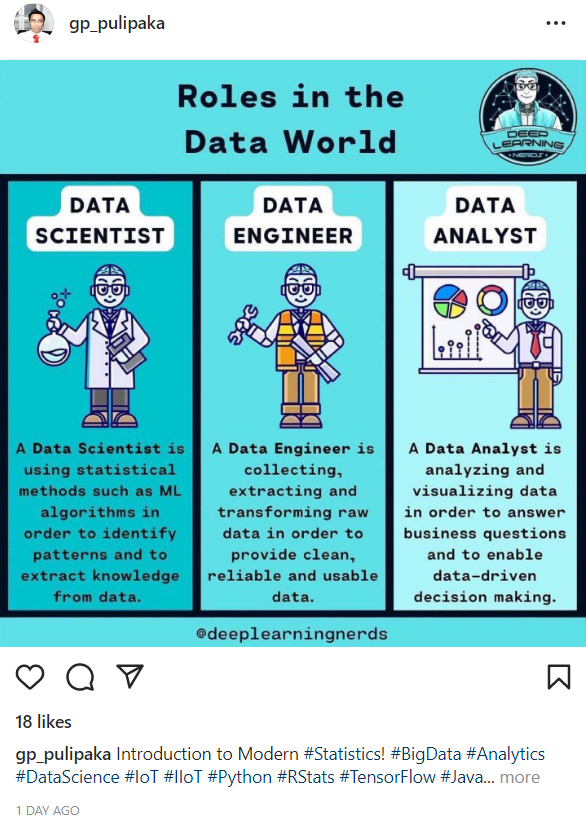 gp_pulipaka
Roles in the
Data World
DEEP
LEARNING
NERDS
DATA
SCIENTIST
A Data Scientist is
using statistical
methods such as ML
algorithms in
order to identify
patterns and to
extract knowledge
from data.
DATA
ENGINEER
A Data Engineer is
collecting,
extracting and
transforming raw
data in order to
provide clean,
reliable and usable
data.
DATA
ANALYST
A Data Analyst is
analyzing and
visualizing data
in order to answer
business questions
and to enable
data-driven
decision making.
@deeplearningnerds
18 likes
gp_pulipaka Introduction to Modern #Statistics! #BigData #Analytics
#DataScience #IoT #IIoT #Python #RStats #TensorFlow #Java... more
1 DAY AGO